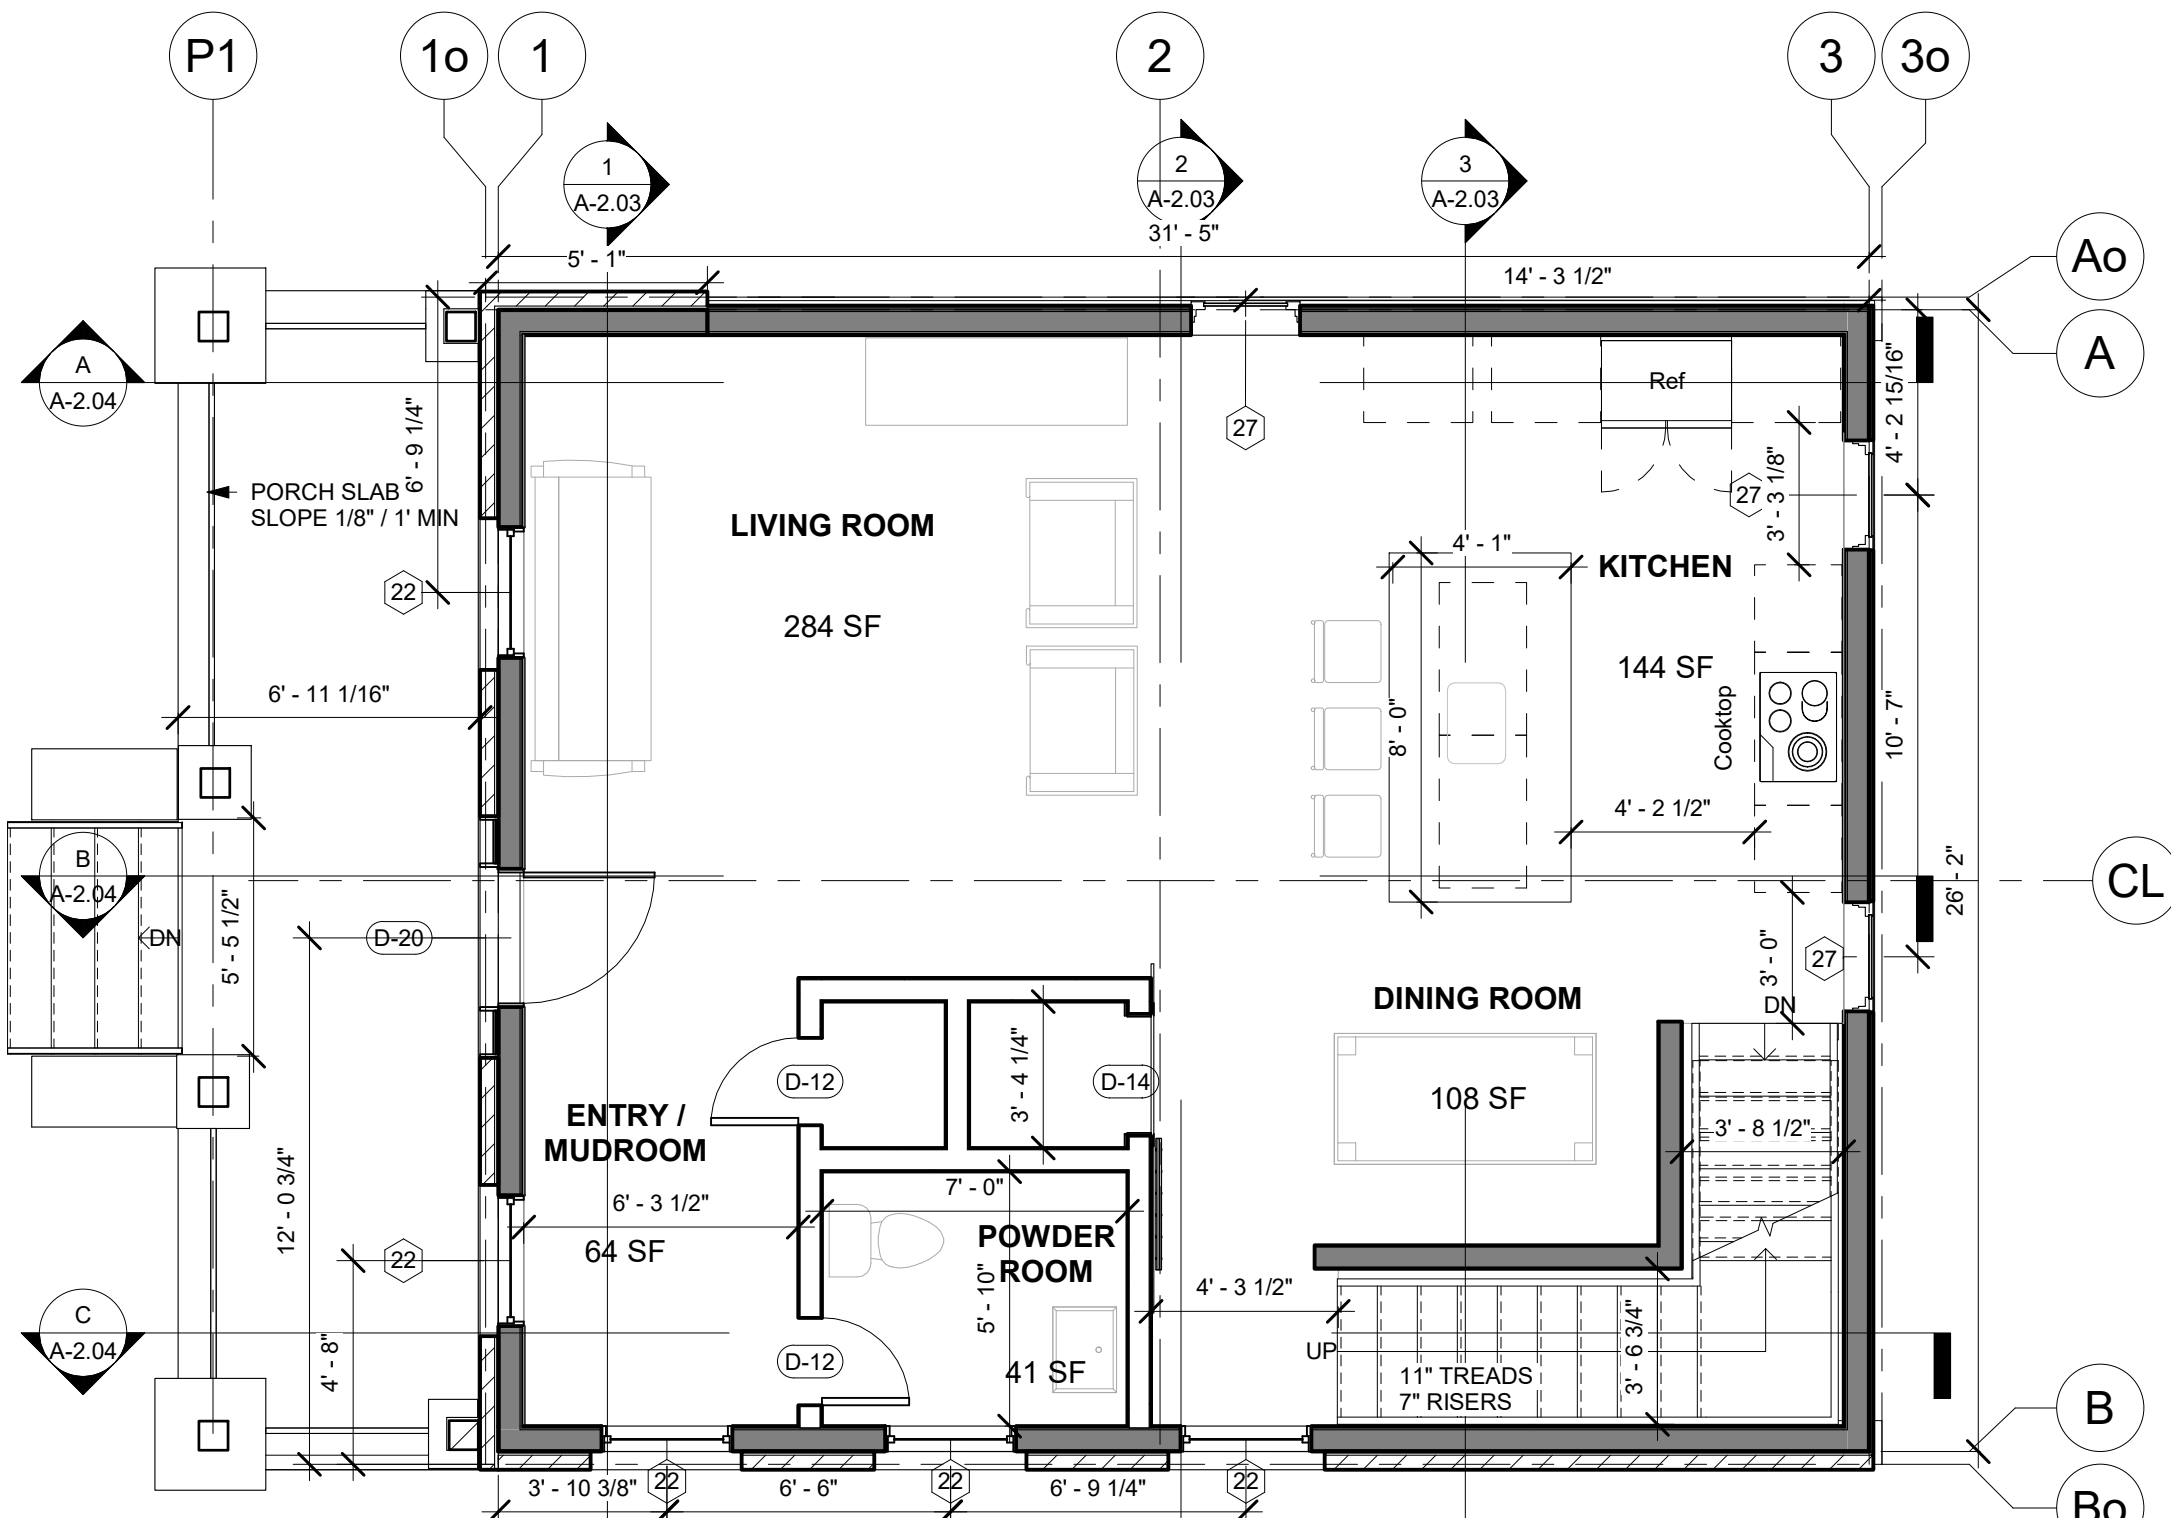 P1
1o
1
2
3
3o
1
A-2.03
2
A-2.03
3
A-2.03
31' - 5"
5' - 1"
14' - 3 1/2"
Ao
A
A
A-2.04
6' - 9 1/4"
Ref
4' - 2 15/16"
27
3' - 3 1/8"
27
PORCH SLAB
SLOPE 1/8" / 1' MIN
LIVING ROOM
4' - 1"
KITCHEN
22
284 SF
144 SF
6' - 11 1/16"
8' - 0"
Cooktop
10' - 7"
4' - 2 1/2"
B
A-2.04
DN
5' - 5 1/2"
D-20
CL
26' - 2"
3' - 0"
27
DN
DINING ROOM
D-12
3' - 4 1/4"
D-14
108 SF
ENTRY /
MUDROOM
3' - 8 1/2"
12' - 0 3/4"
6' - 3 1/2"
7' - 0"
64 SF
POWDER
ROOM
22
5' - 10"
4' - 3 1/2"
C
A-2.04
4' - 8"
D-12
41 SF
UP
11" TREADS
7" RISERS
3' - 6 3/4"
B
3' - 10 3/8"
22
6' - 6"
22
6' - 9 1/4"
22
Bo